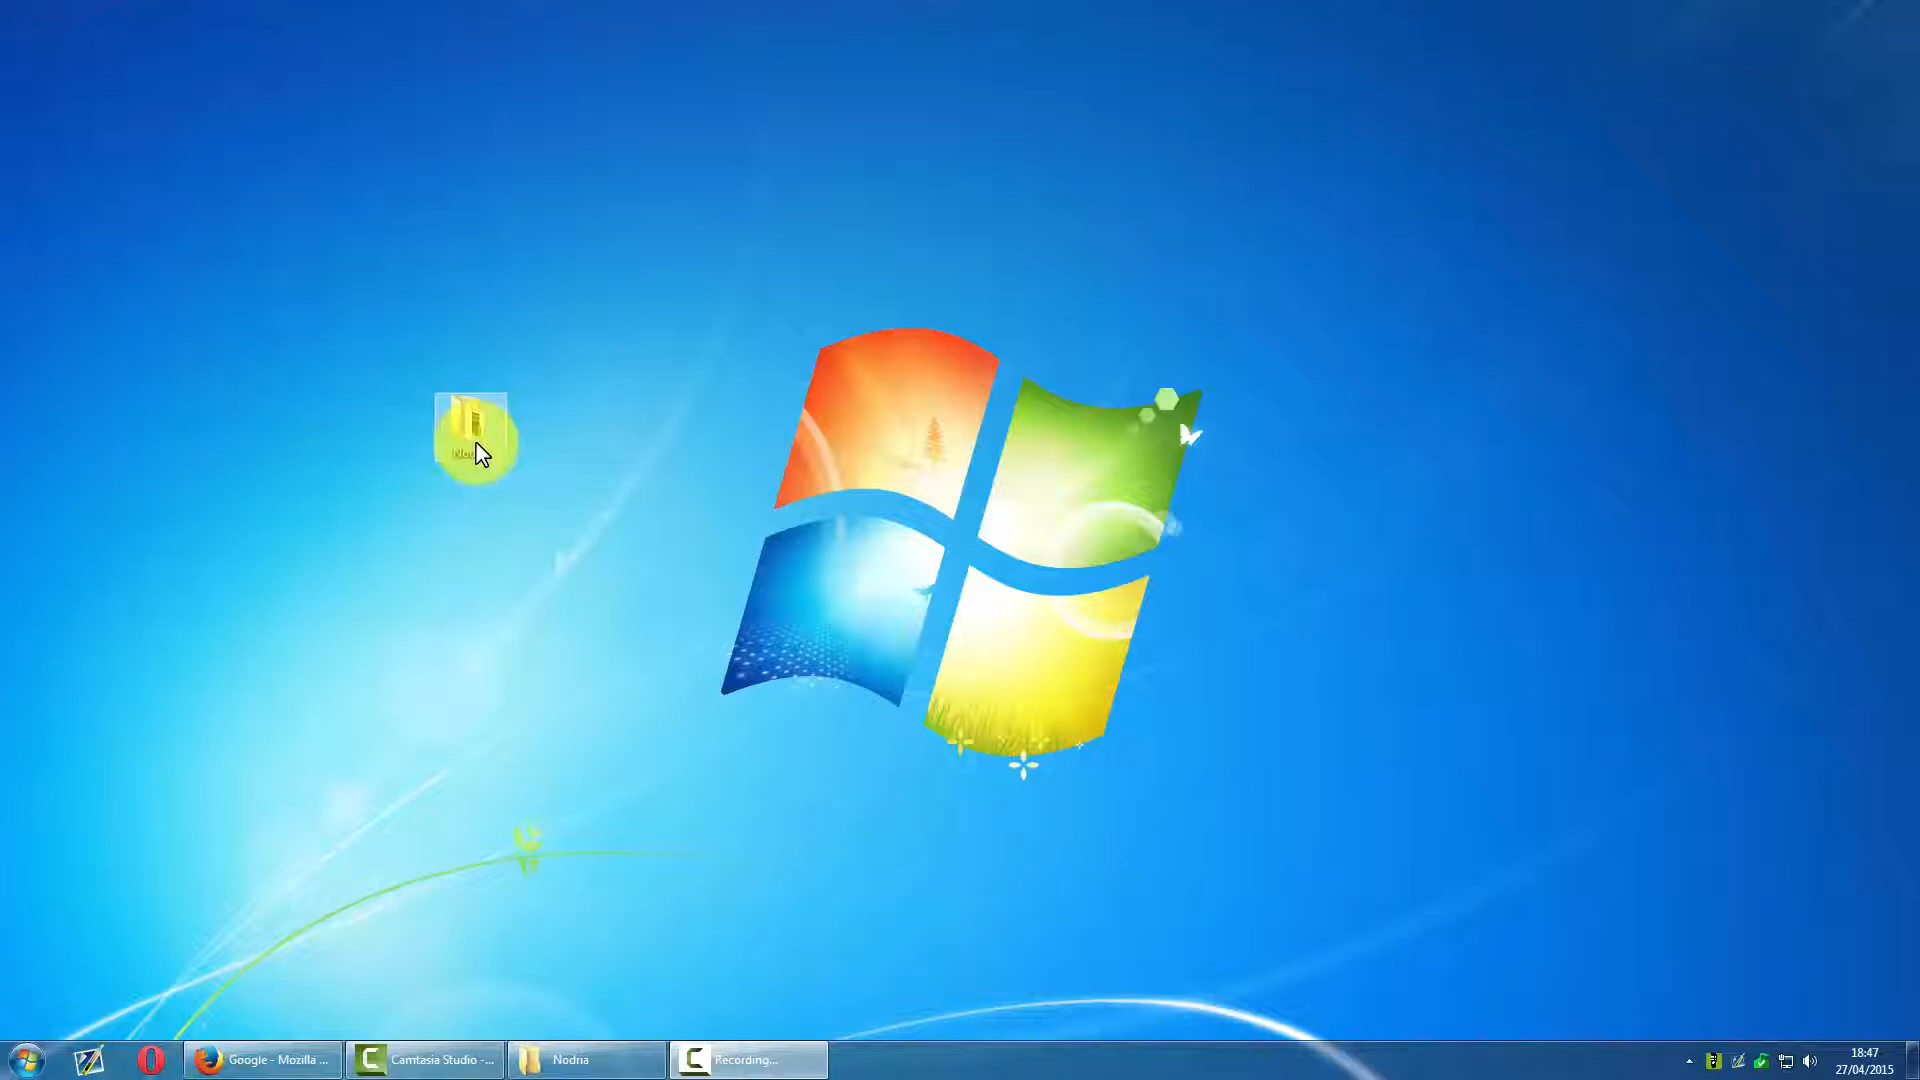 Google - Mozilla ...
Camtasia Studio -...
Nodria
Recording...
18:47
27/04/2015